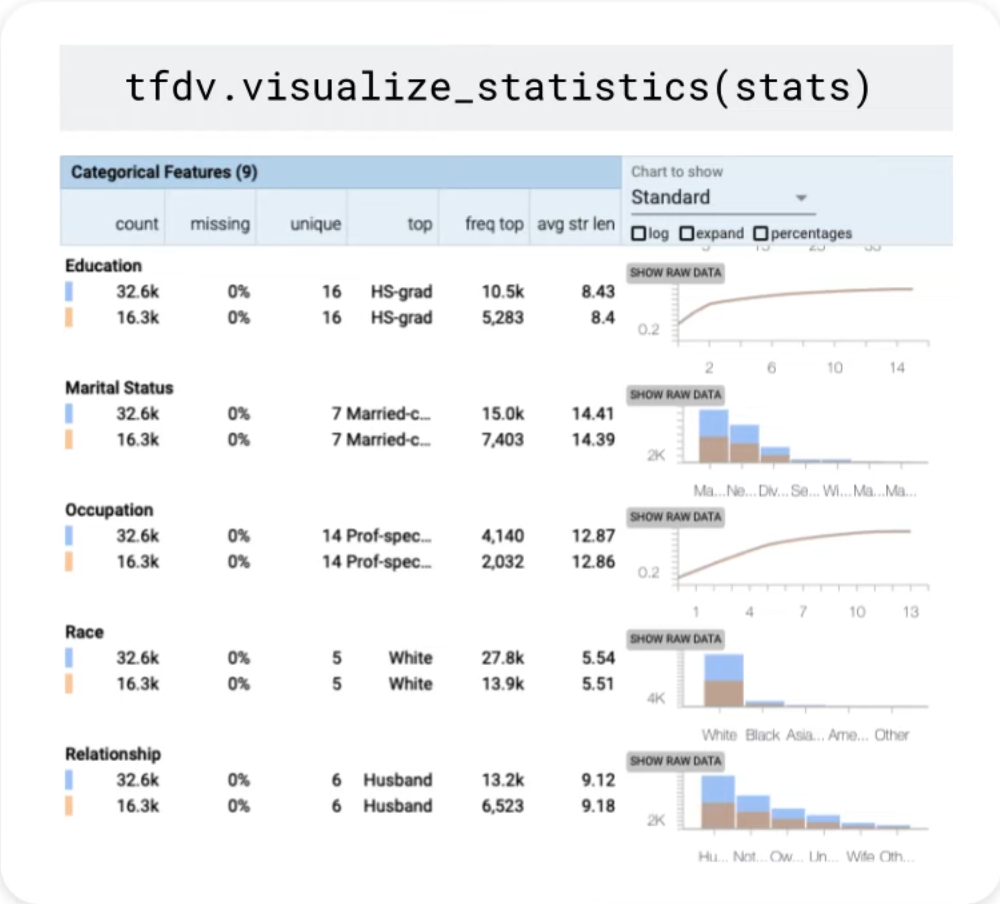 tfdv.visualize_statistics(stats)
Categorical Features (9)
Chart to show
Standard
count missing unique top freq top avg str len
log expand percentages
Education
SHOW RAW DATA
32.6k 0% 16 HS-grad 10.5k 8.43
16.3k 0% 16 HS-grad 5,283 8.4
0.2
2 6 10 14
Marital Status
SHOW RAW DATA
32.6k 0% 7 Married-c... 15.0k 14.41
16.3k 0% 7 Married-c... 7,403 14.39
2K
Ma... Ne... Div... Se... Wi... Ma... Ma...
Occupation
SHOW RAW DATA
32.6k 0% 14 Prof-spec... 4,140 12.87
16.3k 0% 14 Prof-spec... 2,032 12.86
0.2
1 4 7 10 13
Race
SHOW RAW DATA
32.6k 0% 5 White 27.8k 5.54
16.3k 0% 5 White 13.9k 5.51
4K
White Black Asia... Ame... Other
Relationship
SHOW RAW DATA
32.6k 0% 6 Husband 13.2k 9.12
16.3k 0% 6 Husband 6,523 9.18
2K
Hu... Not... Ow... Un... Wife Oth...